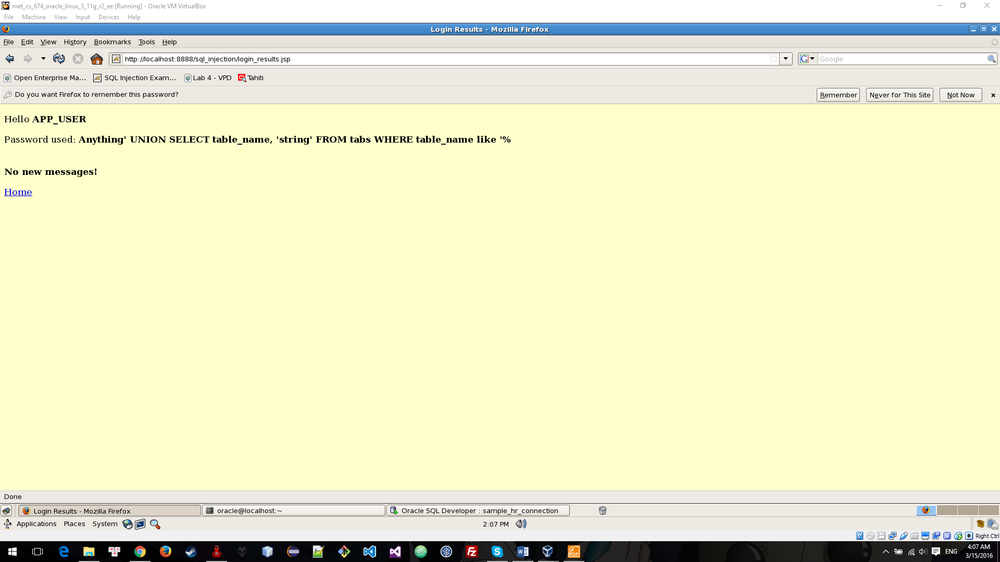 met_cs_674_oracle_linux_5_11g_r2_ee [Running] - Oracle VM VirtualBox
File Machine View Input Devices Help
Login Results - Mozilla Firefox
File Edit View History Bookmarks Tools Help
http://localhost:8888/sql_injection/login_results.jsp
G Google
Open Enterprise Ma... SQL Injection Exam... Lab 4 - VPD Tahiti
Do you want Firefox to remember this password? Remember Never for This Site Not Now
Hello APP_USER
Password used: Anything' UNION SELECT table_name, 'string' FROM tabs WHERE table_name like '%
No new messages!
Home
Done
Login Results - Mozilla Firefox oracle@localhost:~ Oracle SQL Developer : sample_hr_connection
Applications Places System 2:07 PM
Right Ctrl
ENG 4:07 AM
3/15/2016